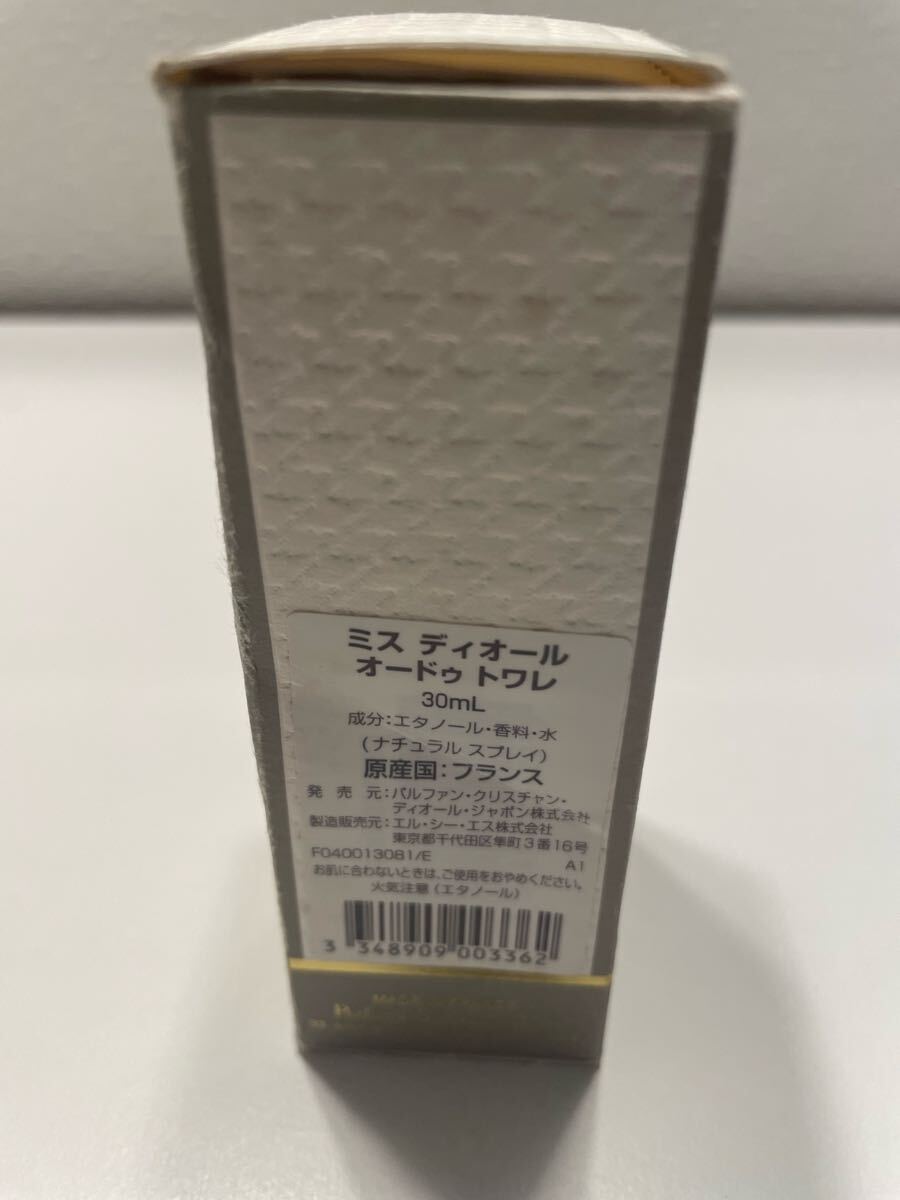 ミス ディオール
オードゥ トワレ
30mL
成分:エタノール・香料・水
(ナチュラル スプレイ)
原産国:フランス
発 売 元:パルファン・クリスチャン・
ディオール・ジャポン株式会社
製造販売元:エル・シー・エス株式会社
東京都千代田区隼町3番16号
F040013081/E A1
お肌に合わないときは、ご使用をおやめください。
火気注意(エタノール)
3 348909 003362